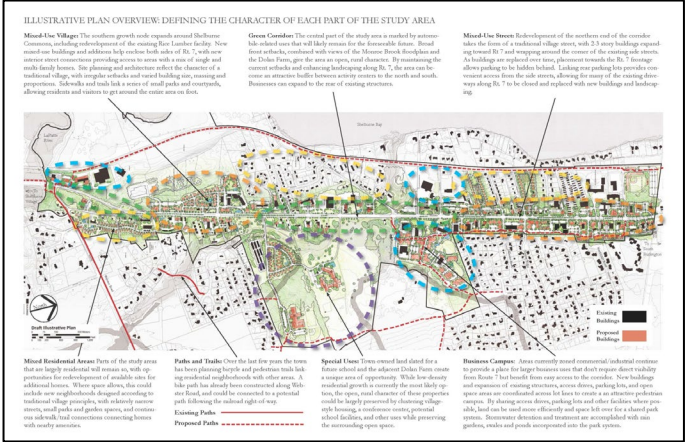 ILLUSTRATIVE PLAN OVERVIEW: DEFINING THE CHARACTER OF EACH PART OF THE STUDY AREA
Mixed-Use Village: The southern growth node expands around Shelburne
Commons, including redevelopment of the existing Rice Lumber facility. New
mixed-use buildings and additions help enclose both sides of Rt. 7, with new
interior street connections providing access to areas with a mix of single and
multi-family homes. Site planning and architecture reflect the character of a
traditional village, with irregular setbacks and varied building size, massing and
proportions. Sidewalks and trails link a series of small parks and courtyards,
allowing residents and visitors to get around the entire area on foot.
Green Corridor: The central part of the study area is marked by automo-
bile related uses that will likely remain for the foreseeable future. Broad
front setbacks, combined with views of the Monroe Brook floodplain and
the Dolan Farm, give the area an open, rural character. By maintaining the
current setbacks and enhancing landscaping along Rt. 7, the area can be-
come an attractive buffer between activity centers to the north and south.
Businesses can expand to the rear of existing structures.
Mixed-Use Street: Redevelopment of the northern end of the corridor
takes the form of a traditional village street, with 2-3 story buildings expand-
ing toward Rt 7 and wrapping around the corner of the existing side streets.
As buildings are replaced over time, placement towards the Rt. 7 frontage
allows parking to be hidden behind. Linking rear parking lots provides con-
venient access from the side streets, allowing for many of the existing drive-
ways along Rt. 7 to be closed and replaced with new buildings and landscap-
ing.
Shelburne Bay
Draft Illustrative Plan
Existing
Buildings
Proposed
Buildings
Mixed Residential Areas: Parts of the study areas
that are largely residential will remain so, with op-
portunities for redevelopment of available sites for
additional homes. Where space allows, this could
include new neighborhoods designed according to
traditional village principles, with relatively narrow
streets, small parks and garden spaces, and continu-
ous sidewalk/trail connections connecting homes
with nearby amenities.
Paths and Trails: Over the last few years the town
has been planning bicycle and pedestrian trails link-
ing residential neighborhoods with other areas. A
bike path has already been constructed along Web-
ster Road, and could be connected to a potential
path following the railroad right-of-way.
Existing Paths
Proposed Paths
Special Uses: Town owned land slated for a
future school and the adjacent Dolan Farm create
a unique area of opportunity. While low-density
residential growth is currently the most likely op-
tion, the open, rural character of these properties
could be largely preserved by clustering village-
style housing, a conference center, potential
school facilities, and other uses while preserving
the surrounding open space.
Business Campus: Areas currently zoned commercial/industrial continue
to provide a place for larger business uses that don't require direct visibility
from Route 7 but benefit from easy access to the corridor. New buildings
and expansion of existing structures, access drives, parking lots, and open
space areas are coordinated across lot lines to create a an attractive pedestrian
campus. By sharing access drives, parking lots and other facilities where pos-
sible, land can be used more efficiently and space left over for a shared park
system. Stormwater detention and treatment are accomplished with rain
gardens, swales and ponds incorporated into the park system.